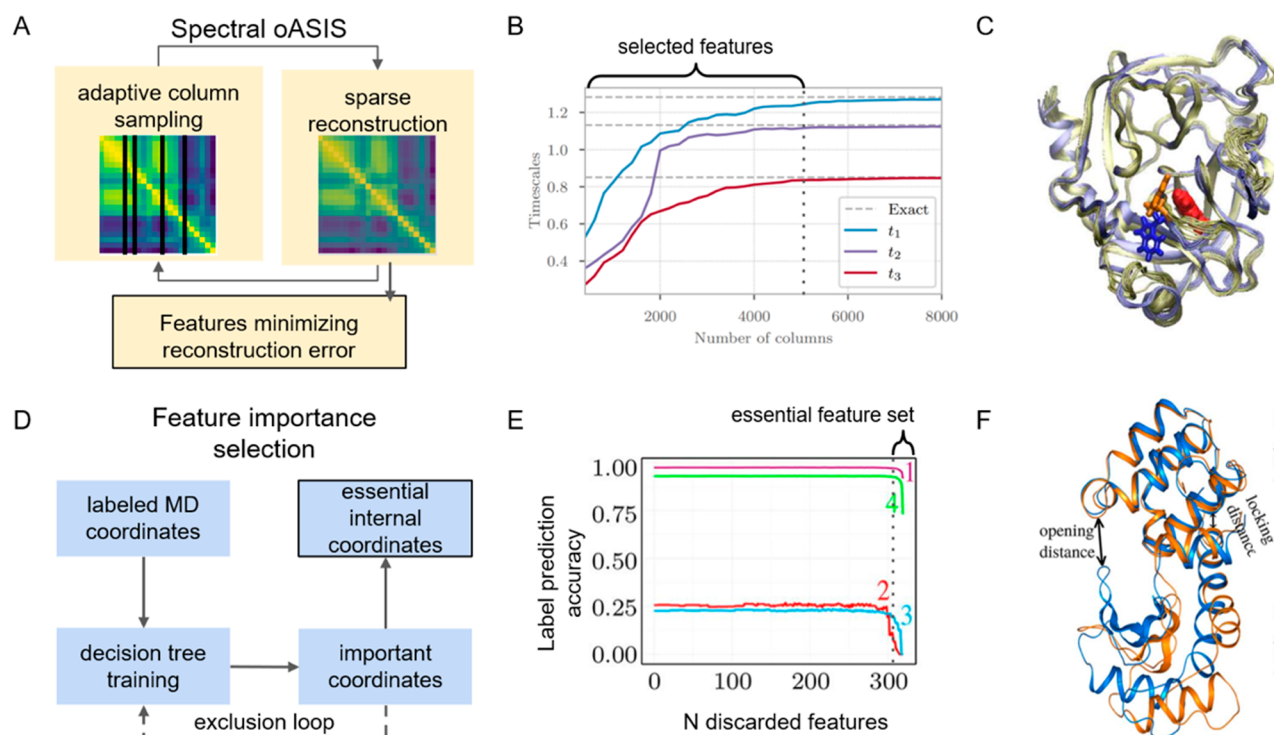 A
Spectral oASIS
adaptive column
sampling
sparse
reconstruction
Features minimizing
reconstruction error
B
selected features
Timescales
1.2
1.0
0.8
0.6
0.4
Exact
t₁
t₂
t₃
2000
4000
6000
8000
Number of columns
C
D
Feature importance
selection
labeled MD
coordinates
essential
internal
coordinates
decision tree
training
important
coordinates
exclusion loop
E
essential feature set
Label prediction
accuracy
1.00
0.75
0.50
0.25
0.00
1
4
2
3
0
100
200
300
N discarded features
F
opening
distance
locking
distance